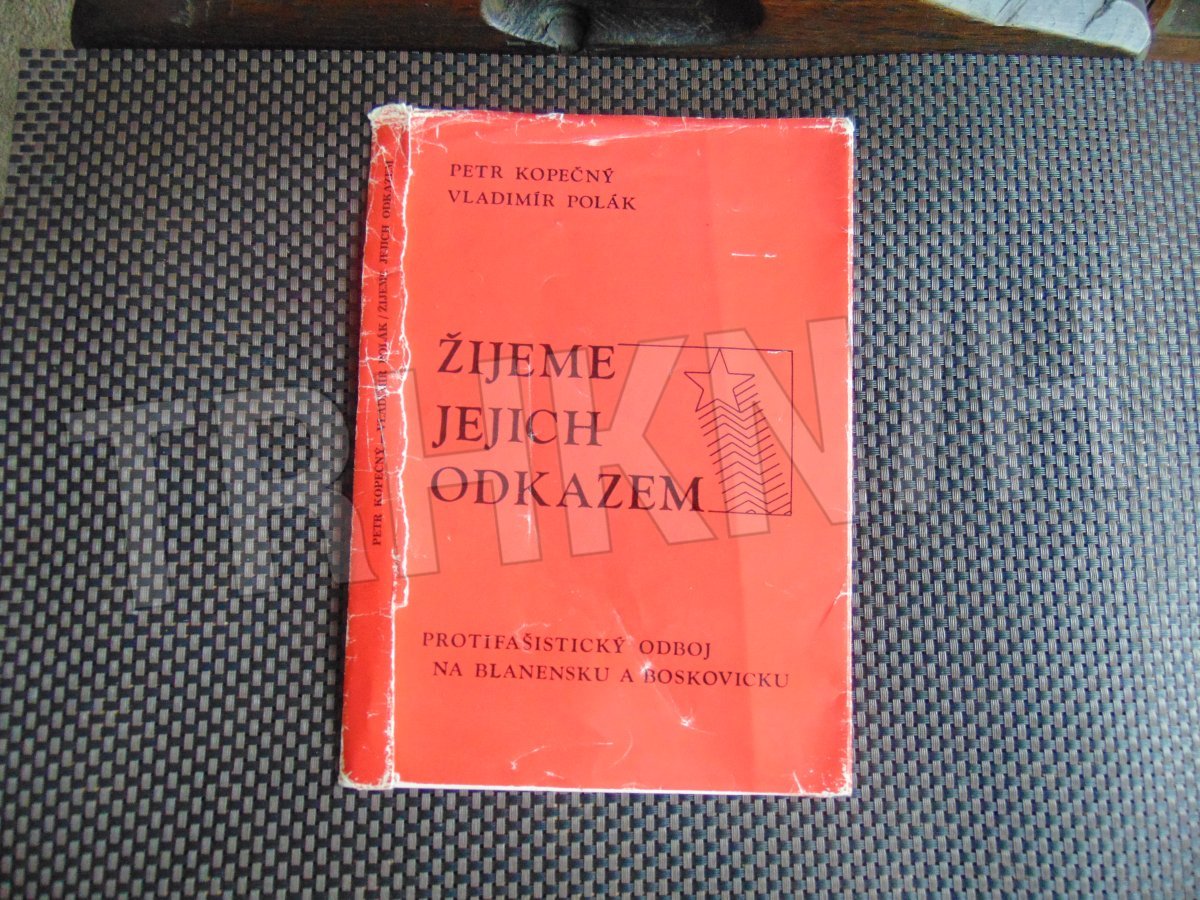 PETR KOPEČNÝ
VLADIMÍR POLÁK
ŽIJEME
JEJICH
ODKAZEM
PROTIFAŠISTICKÝ ODBOJ
NA BLANENSKU A BOSKOVICKU
PETR KOPEČNÝ — VLADIMÍR POLÁK / ŽIJEME JEJICH ODKAZEM